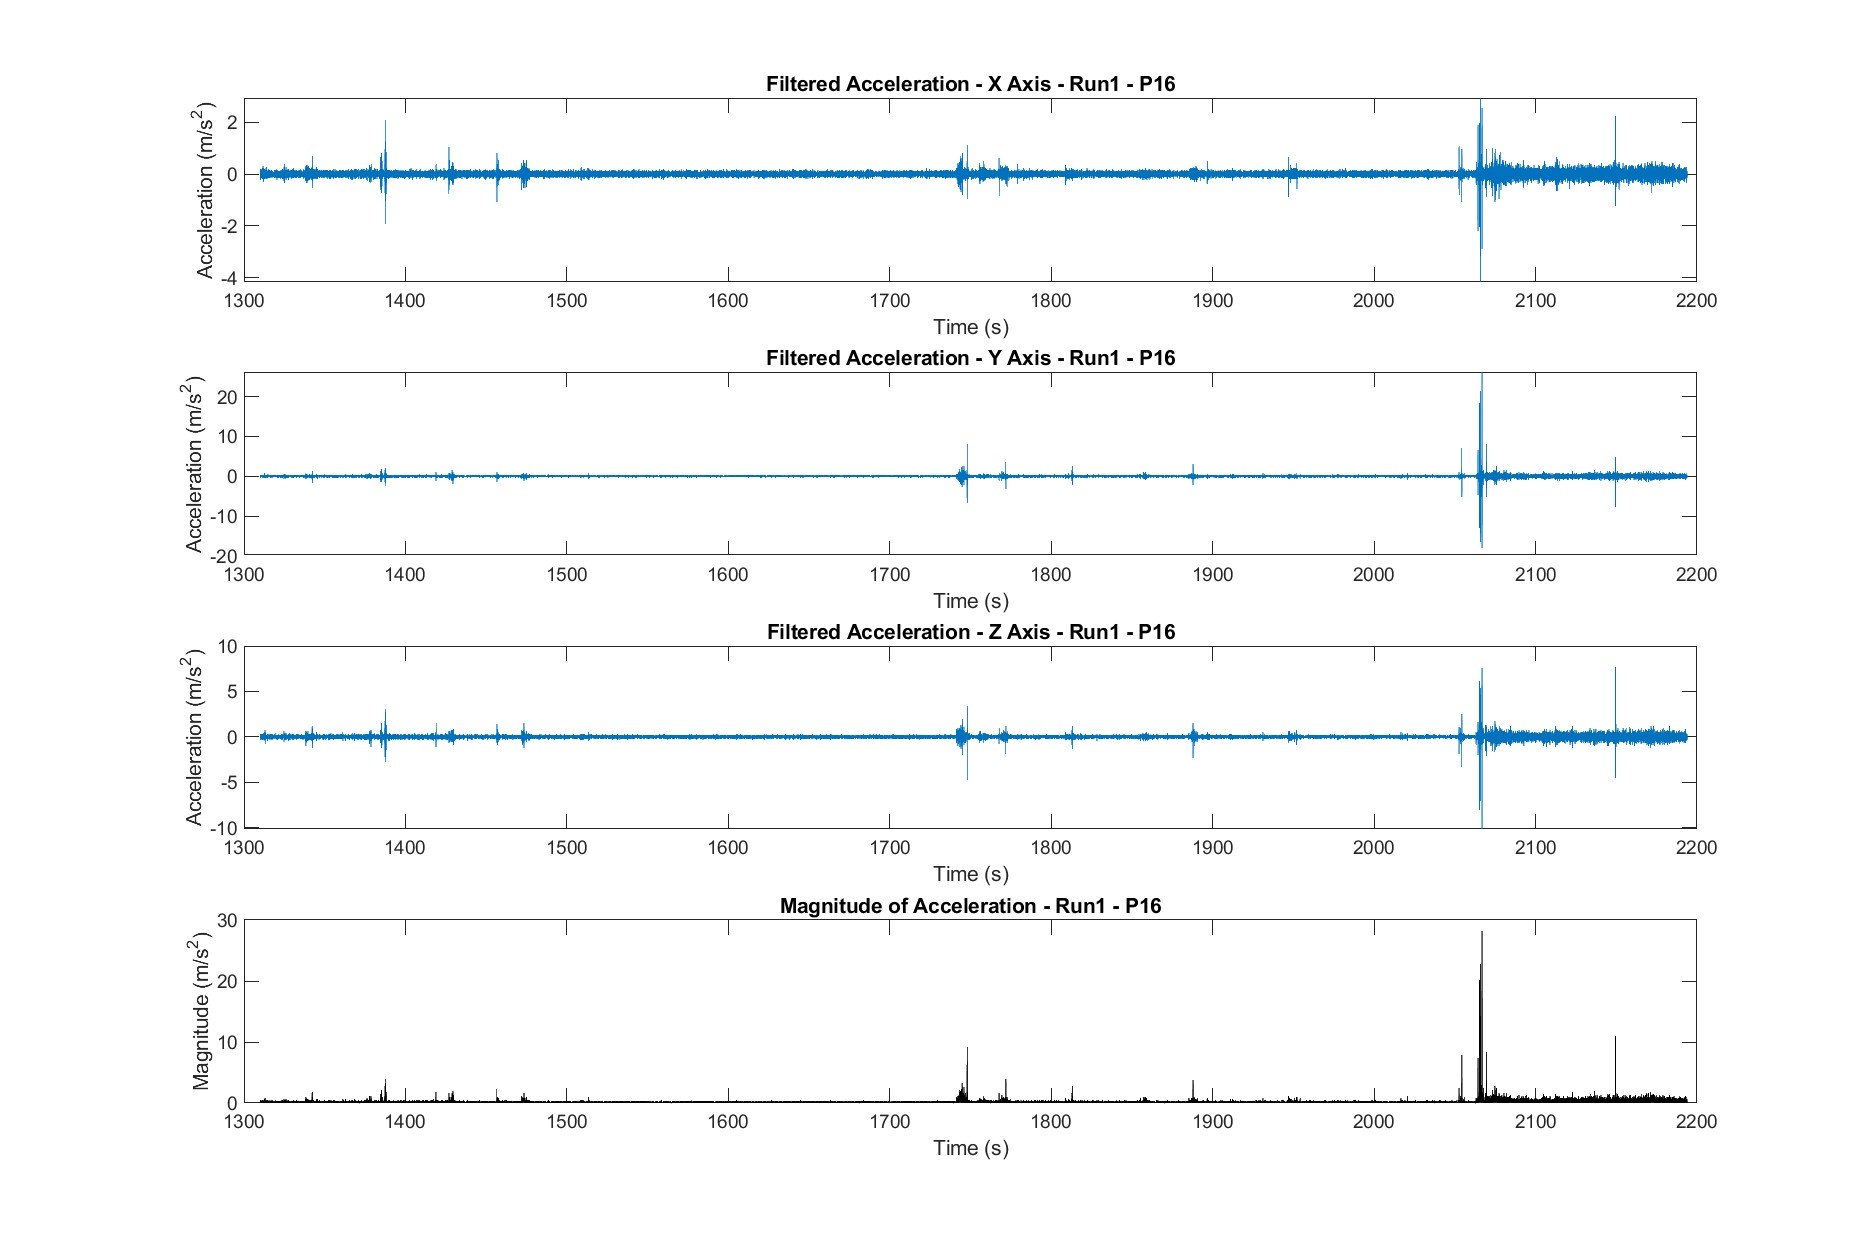 Filtered Acceleration - X Axis - Run1 - P16
Acceleration (m/s²)
2
0
-2
-4
1300 1400 1500 1600 1700 1800 1900 2000 2100 2200
Time (s)
Filtered Acceleration - Y Axis - Run1 - P16
Acceleration (m/s²)
20
10
0
-10
-20
1300 1400 1500 1600 1700 1800 1900 2000 2100 2200
Time (s)
Filtered Acceleration - Z Axis - Run1 - P16
Acceleration (m/s²)
10
5
0
-5
-10
1300 1400 1500 1600 1700 1800 1900 2000 2100 2200
Time (s)
Magnitude of Acceleration - Run1 - P16
Magnitude (m/s²)
30
20
10
0
1300 1400 1500 1600 1700 1800 1900 2000 2100 2200
Time (s)